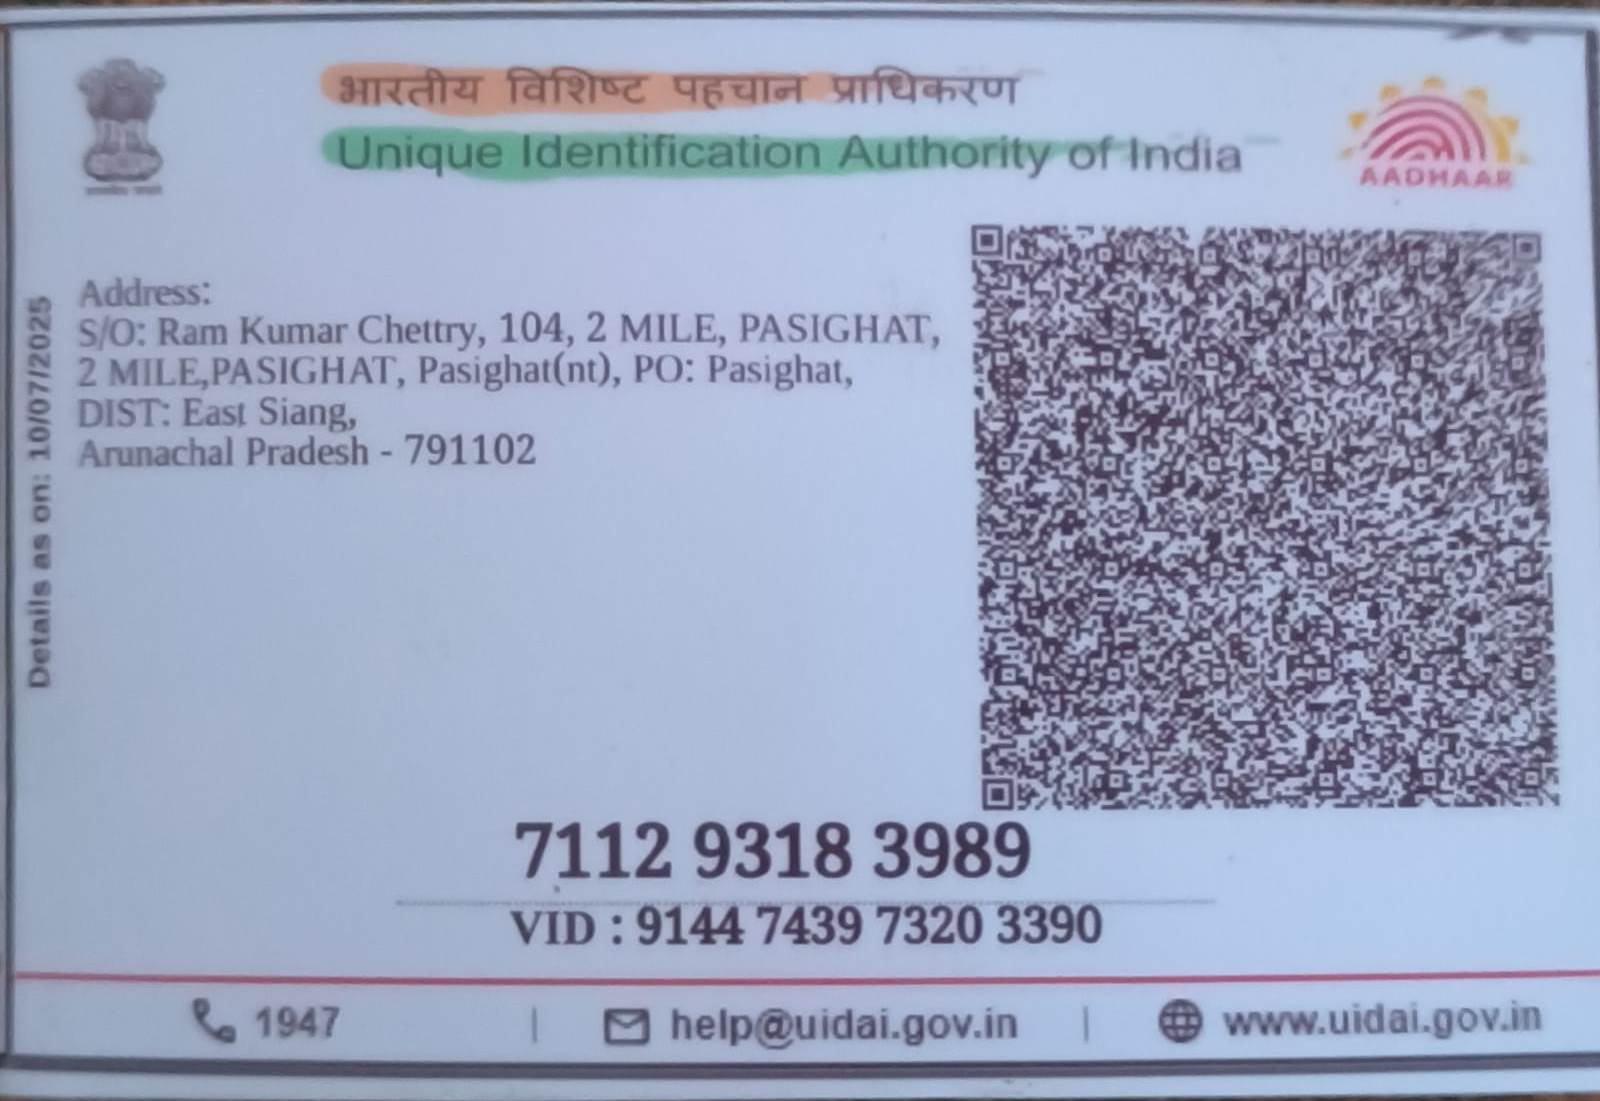 भारतीय विशिष्ट पहचान प्राधिकरण
Unique Identification Authority of India
AADHAAR
Details as on: 10/07/2025
Address:
S/O: Ram Kumar Chettry, 104, 2 MILE, PASIGHAT,
2 MILE,PASIGHAT, Pasighat(nt), PO: Pasighat,
DIST: East Siang,
Arunachal Pradesh - 791102
7112 9318 3989
VID : 9144 7439 7320 3390
1947 | help@uidai.gov.in | www.uidai.gov.in